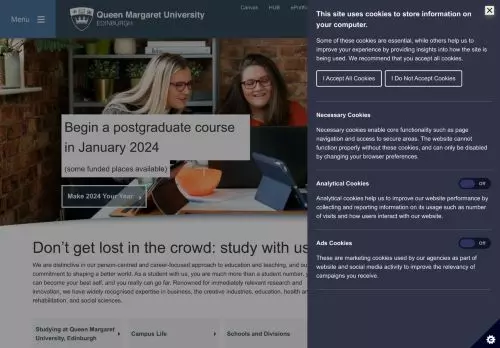 Menu
Queen Margaret University
EDINBURGH
Canvas HUB
Begin a postgraduate course
in January 2024
(some funded places available)
Make 2024 Your Year
Don't get lost in the crowd: study with us
We are distinctive in our person-centred and career-focused approach to education and teaching, and
commitment to shaping a better world. As a student with us, you are much more than a student number,
can become your best self, and you really can go far. Renowned for immediately relevant research and
innovation, we have widely recognised expertise in business, the creative industries, education, health
rehabilitation, and social sciences.
Studying at Queen Margaret
University, Edinburgh
Campus Life
Schools and Divisions
This site uses cookies to store information on
your computer.
Some of these cookies are essential, while others help us to
improve your experience by providing insights into how the site is
being used. We recommend that you accept all cookies.
I Accept All Cookies
I Do Not Accept Cookies
Necessary Cookies
Necessary cookies enable core functionality such as page
navigation and access to secure areas. The website cannot
function properly without these cookies, and can only be disabled
by changing your browser preferences.
Analytical Cookies
Off
Analytical cookies help us to improve our website performance by
collecting and reporting information on its usage such as number
of visits and how users interact with our website.
Ads Cookies
Off
These are marketing cookies used by our agencies as part of
website and social media activity to improve the relevancy of
campaigns you receive.